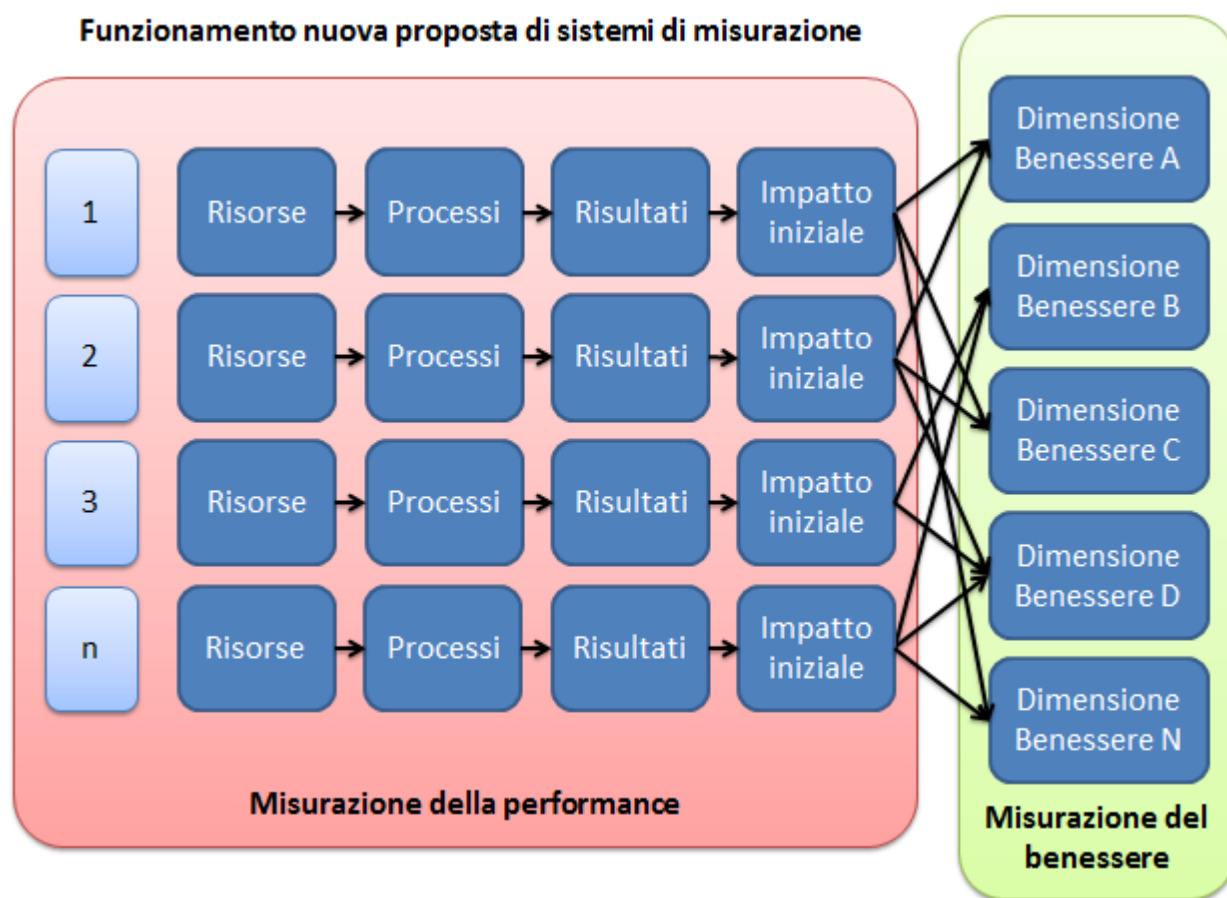 Funzionamento nuova proposta di sistemi di misurazione
1
Risorse
Processi
Risultati
Impatto
iniziale
2
Risorse
Processi
Risultati
Impatto
iniziale
3
Risorse
Processi
Risultati
Impatto
iniziale
n
Risorse
Processi
Risultati
Impatto
iniziale
Misurazione della performance
Dimensione
Benessere A
Dimensione
Benessere B
Dimensione
Benessere C
Dimensione
Benessere D
Dimensione
Benessere N
Misurazione del
benessere